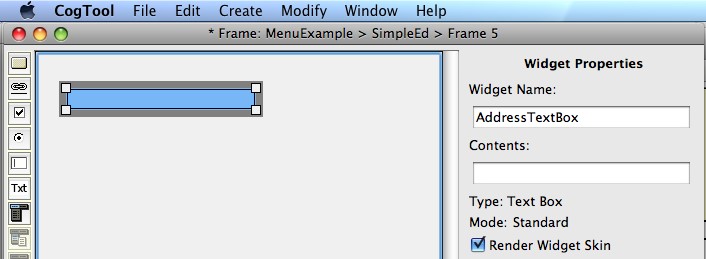 CogTool File Edit Create Modify Window Help
* Frame: MenuExample > SimpleEd > Frame 5
Widget Properties
Widget Name:
AddressTextBox
Contents:
Txt
Type: Text Box
Mode: Standard
Render Widget Skin